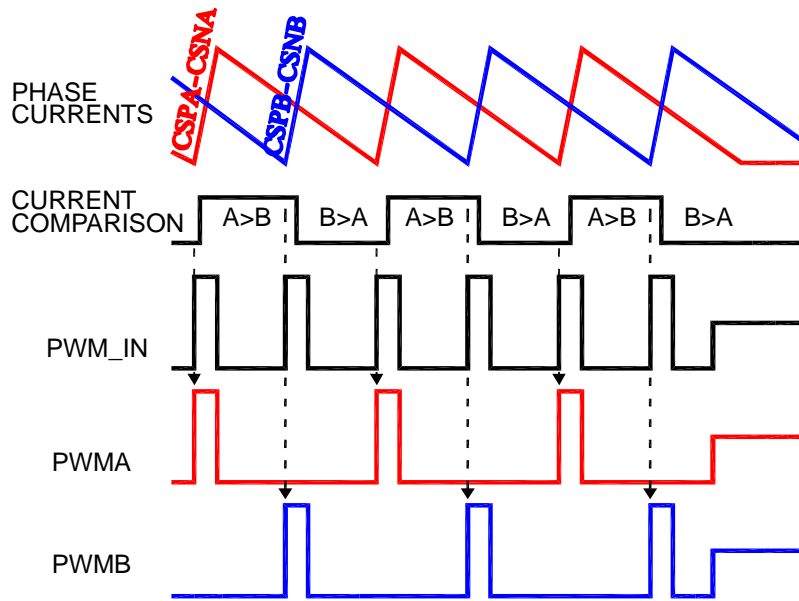 CSPA-CSNA
CSPB-CSNB
PHASE
CURRENTS
CURRENT
COMPARISON
A>B
B>A
A>B
B>A
A>B
B>A
PWM_IN
PWMA
PWMB